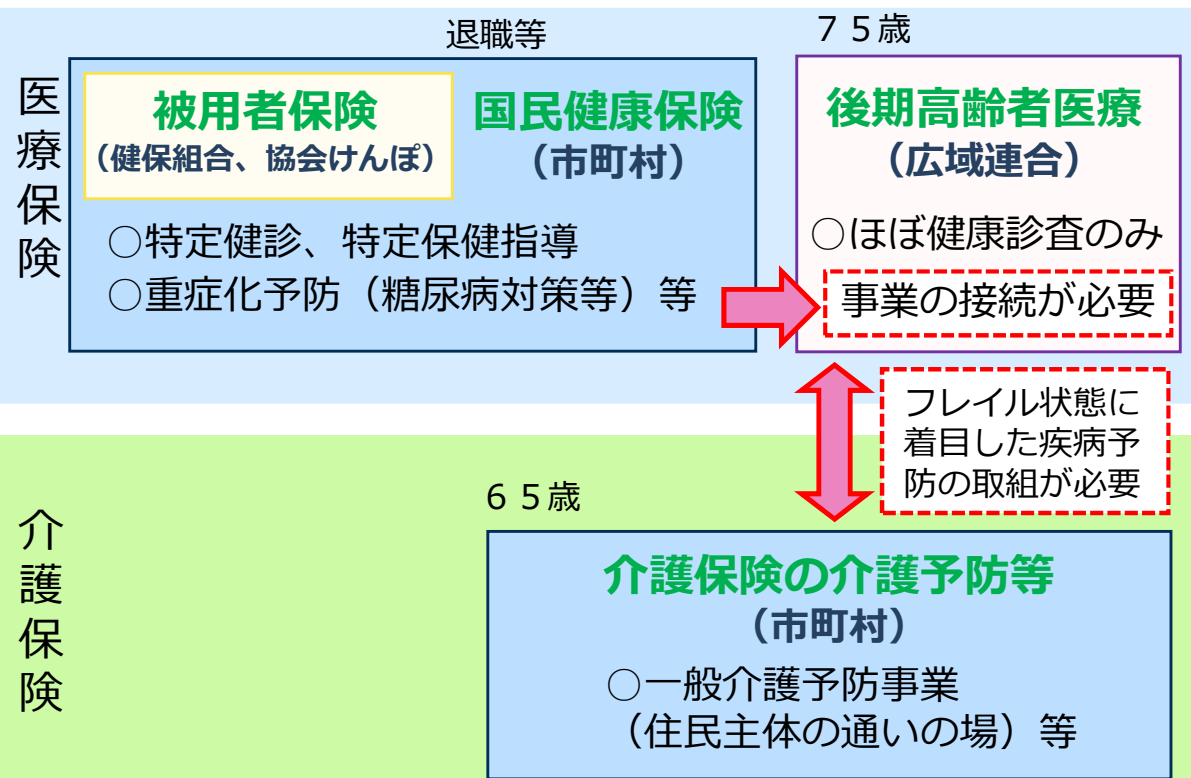 医療保険
退職等
７５歳
被用者保険
（健保組合、協会けんぽ）
国民健康保険
（市町村）
○特定健診、特定保健指導
○重症化予防（糖尿病対策等）等
後期高齢者医療
（広域連合）
○ほぼ健康診査のみ
事業の接続が必要
フレイル状態に
着目した疾病予
防の取組が必要
介護保険
６５歳
介護保険の介護予防等
（市町村）
○一般介護予防事業
（住民主体の通いの場）等